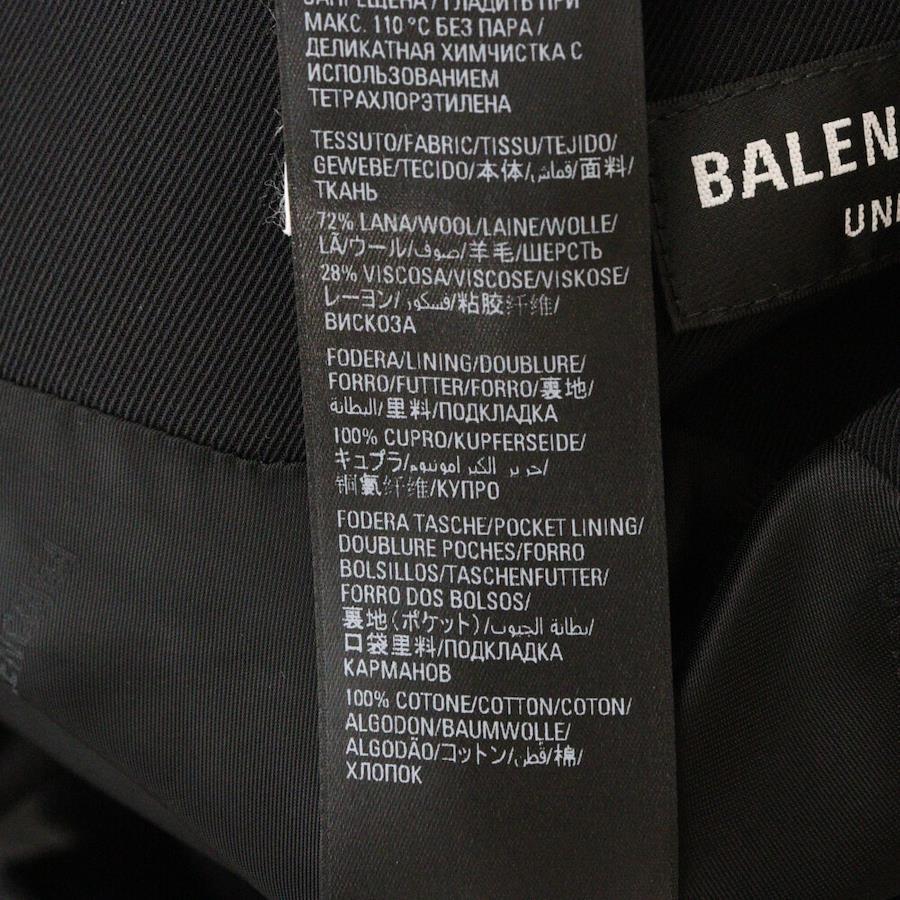 ЗАПРЕЩЕНА / ГЛАДИТЬ ПРИ
МАКС. 110 °C БЕЗ ПАРА /
ДЕЛИКАТНАЯ ХИМЧИСТКА С
ИСПОЛЬЗОВАНИЕМ
ТЕТРАХЛОРЭТИЛЕНА
TESSUTO/FABRIC/TISSU/TEJIDO/
GEWEBE/TECIDO/本体/قماش/面料/
ТКАНЬ
72% LANA/WOOL/LAINE/WOLLE/
LÃ/ウール/صوف/羊毛/ШЕРСТЬ
28% VISCOSA/VISCOSE/VISKOSE/
レーヨン/فسكوز/粘胶纤维/
ВИСКОЗА
FODERA/LINING/DOUBLURE/
FORRO/FUTTER/FORRO/裏地/
البطانة/里料/ПОДКЛАДКА
100% CUPRO/KUPFERSEIDE/
キュプラ/حرير الكبرامونيوم/
铜氨纤维/КУПРО
FODERA TASCHE/POCKET LINING/
DOUBLURE POCHES/FORRO
BOLSILLOS/TASCHENFUTTER/
FORRO DOS BOLSOS/
裏地(ポケット)/بطانة الجيوب/
口袋里料/ПОДКЛАДКА
КАРМАНОВ
100% COTONE/COTTON/COTON/
ALGODON/BAUMWOLLE/
ALGODÃO/コットン/قطن/棉/
ХЛОПОК
BALEN
UNI